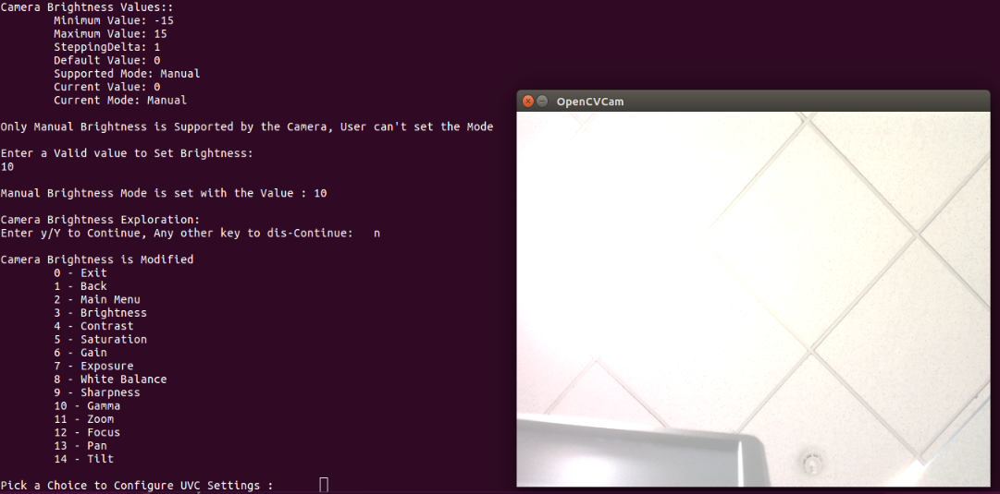 Camera Brightness Values::
Minimum Value: -15
Maximum Value: 15
SteppingDelta: 1
Default Value: 0
Supported Mode: Manual
Current Value: 0
Current Mode: Manual
Only Manual Brightness is Supported by the Camera, User can't set the Mode
Enter a Valid value to Set Brightness:
10
Manual Brightness Mode is set with the Value : 10
Camera Brightness Exploration:
Enter y/Y to Continue, Any other key to dis-Continue:   n
Camera Brightness is Modified
0 - Exit
1 - Back
2 - Main Menu
3 - Brightness
4 - Contrast
5 - Saturation
6 - Gain
7 - Exposure
8 - White Balance
9 - Sharpness
10 - Gamma
11 - Zoom
12 - Focus
13 - Pan
14 - Tilt
Pick a Choice to Configure UVC Settings :
OpenCVCam